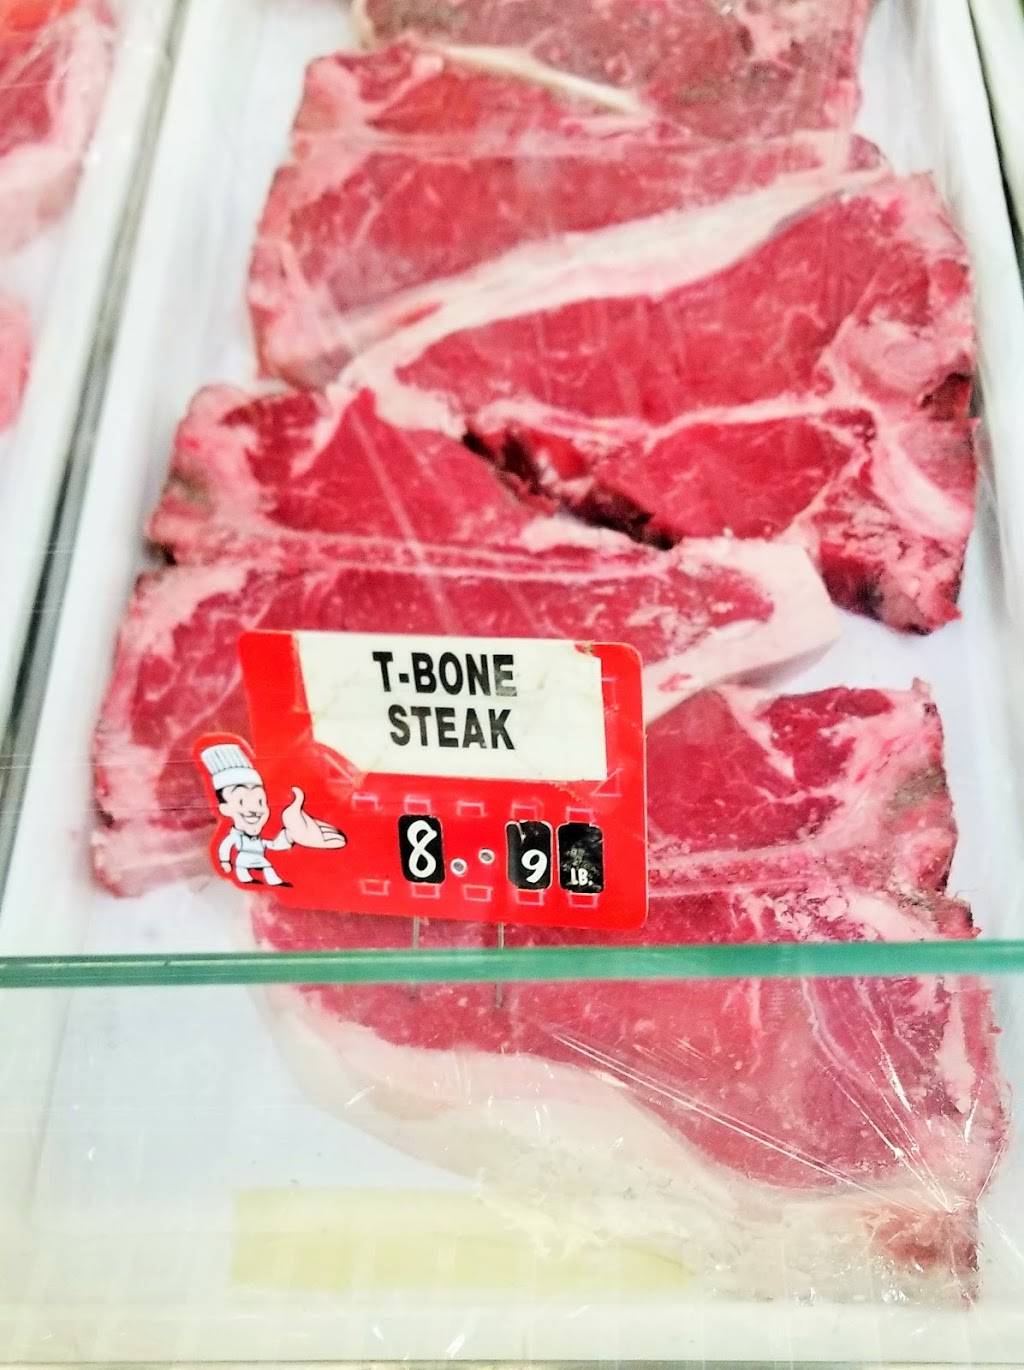 T-BONE
STEAK
8.9 LB.